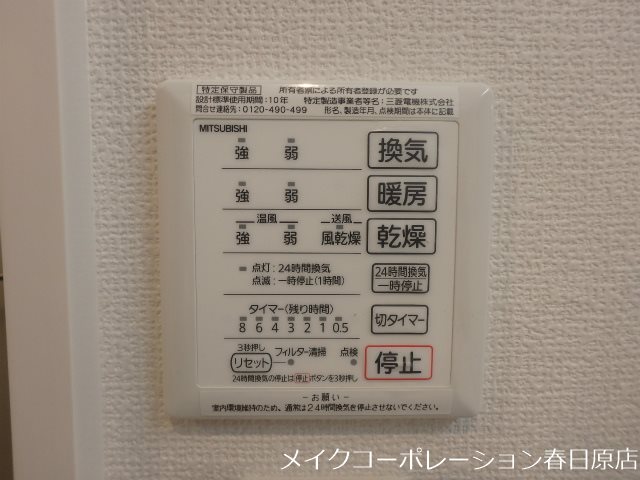 特定保守製品 所有者票による所有者登録が必要です
設計標準使用期間:10年 特定製造事業者等名:三菱電機株式会社
問合せ連絡先:0120-490-499 形名、製造年月、点検期間は本体に記載
MITSUBISHI
強 弱 換気
強 弱 暖房
温風 送風
強 弱 風乾燥 乾燥
点灯:24時間換気
点滅:一時停止(1時間)
24時間換気
一時停止
タイマー(残り時間)
8 6 4 3 2 1 0.5
切タイマー
3秒押し
リセット フィルター清掃 点検 停止
24時間換気の停止は停止ボタンを3秒押し
-お願い-
室内環境維持のため、通常は24時間換気を停止させないでください。
メイクコーポレーション春日原店